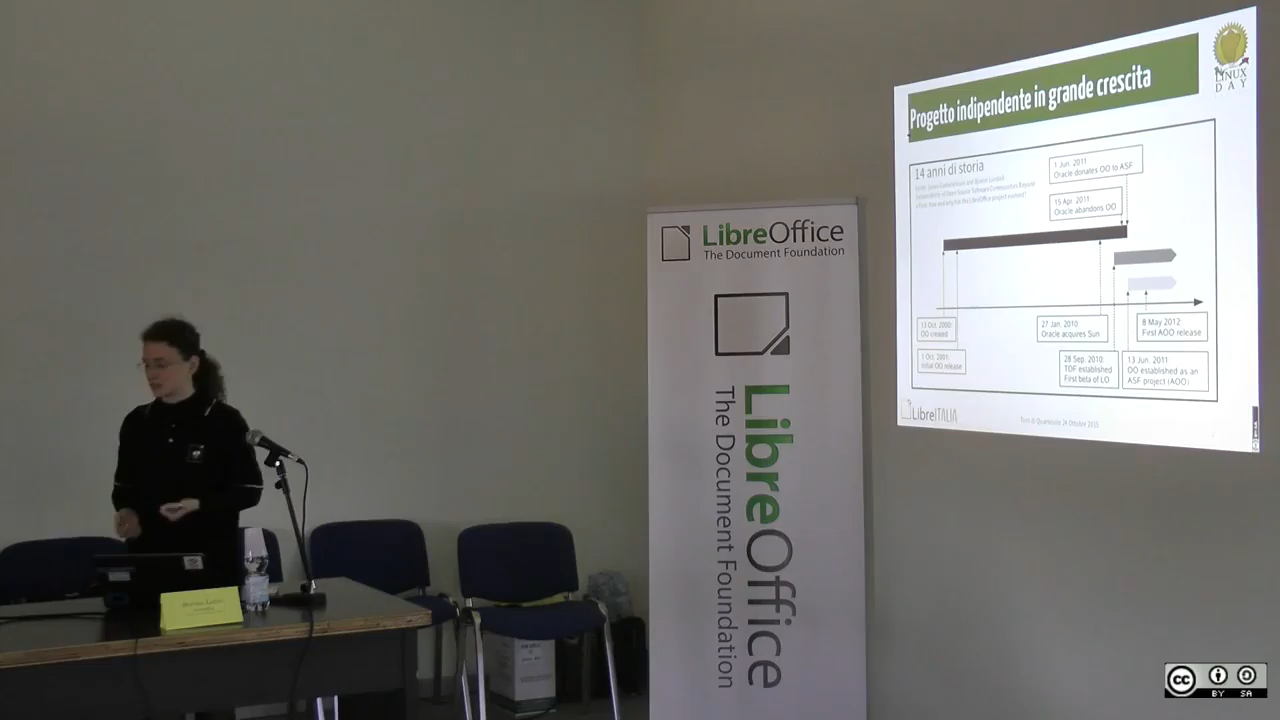 Progetto indipendente in grande crescita
LINUX
DAY
14 anni di storia
1 Jun. 2011
Oracle donates OO to ASF
15 Apr. 2011
Oracle abandons OO
13 Oct. 2000:
OO created
1 Oct. 2001:
Initial OO release
27 Jan. 2010
Oracle acquires Sun
28 Sep. 2010:
TDF established
First beta of LO
8 May 2012:
First AOO release
13 Jun. 2011
OO established as an
ASF project (AOO)
LibreITALIA
24 Ottobre 2015
LibreOffice
The Document Foundation
LibreOffice
The Document Foundation
cc
BY SA